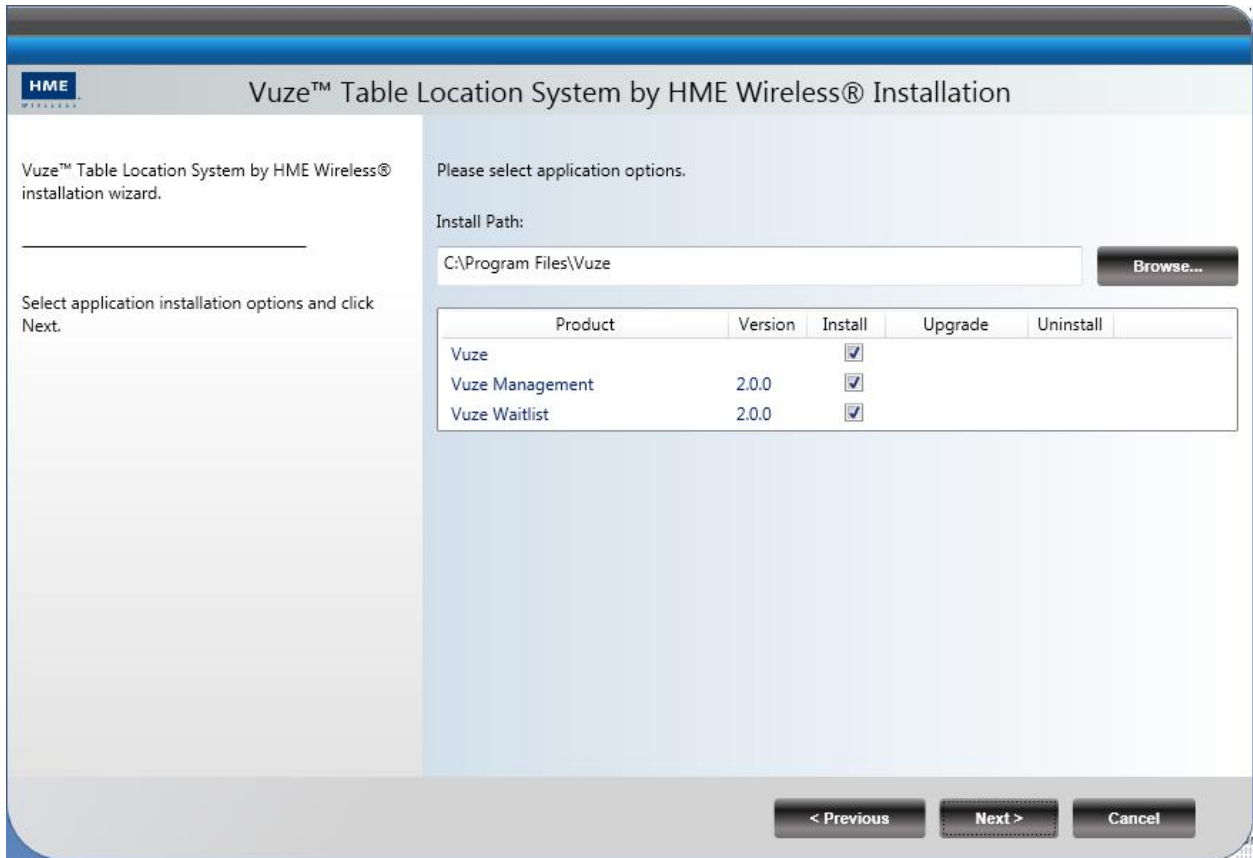 HME
WIRELESS
Vuze™ Table Location System by HME Wireless® Installation
Vuze™ Table Location System by HME Wireless®
installation wizard.
Select application installation options and click
Next.
Please select application options.
Install Path:
C:\Program Files\Vuze
Browse...
Product Version Install Upgrade Uninstall
Vuze
Vuze Management 2.0.0
Vuze Waitlist 2.0.0
< Previous Next > Cancel